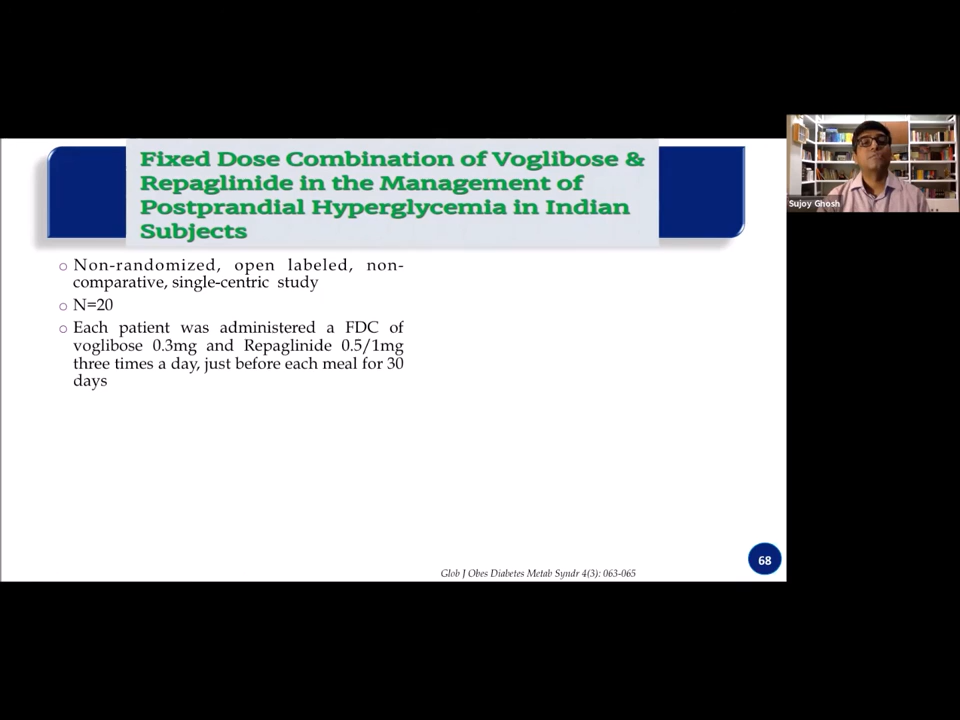 Fixed Dose Combination of Voglibose &
Repaglinide in the Management of
Postprandial Hyperglycemia in Indian
Subjects
Sujoy Ghosh
o Non-randomized, open labeled, non-
comparative, single-centric study
o N=20
o Each patient was administered a FDC of
voglibose 0.3mg and Repaglinide 0.5/1mg
three times a day, just before each meal for 30
days
68
Glob J Obes Diabetes Metab Syndr 4(3): 063-065